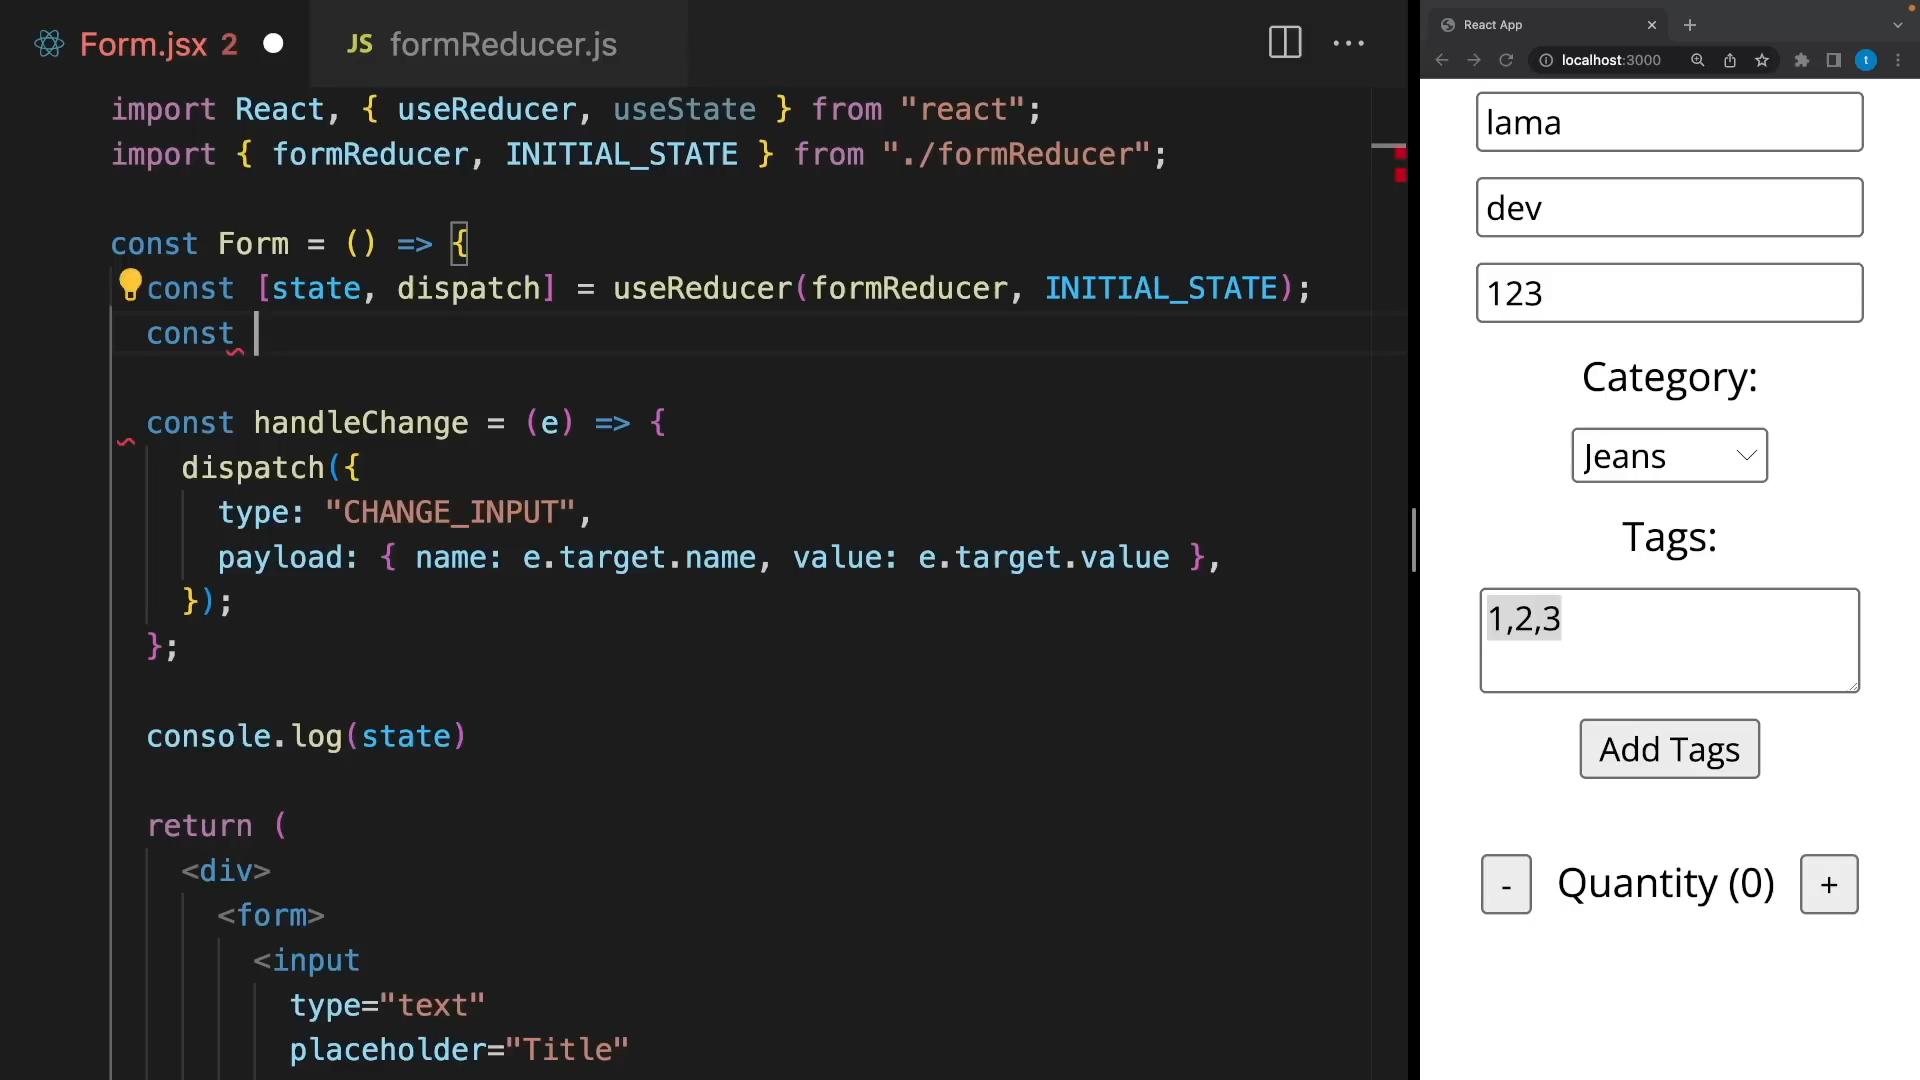 Form.jsx 2
JS formReducer.js
import React, { useReducer, useState } from "react";
import { formReducer, INITIAL_STATE } from "./formReducer";
const Form = () => {
const [state, dispatch] = useReducer(formReducer, INITIAL_STATE);
const
const handleChange = (e) => {
dispatch({
type: "CHANGE_INPUT",
payload: { name: e.target.name, value: e.target.value },
});
};
console.log(state)
return (
<div>
<form>
<input
type="text"
placeholder="Title"
React App
localhost:3000
t
lama
dev
123
Category:
Jeans
Tags:
1,2,3
Add Tags
- Quantity (0) +